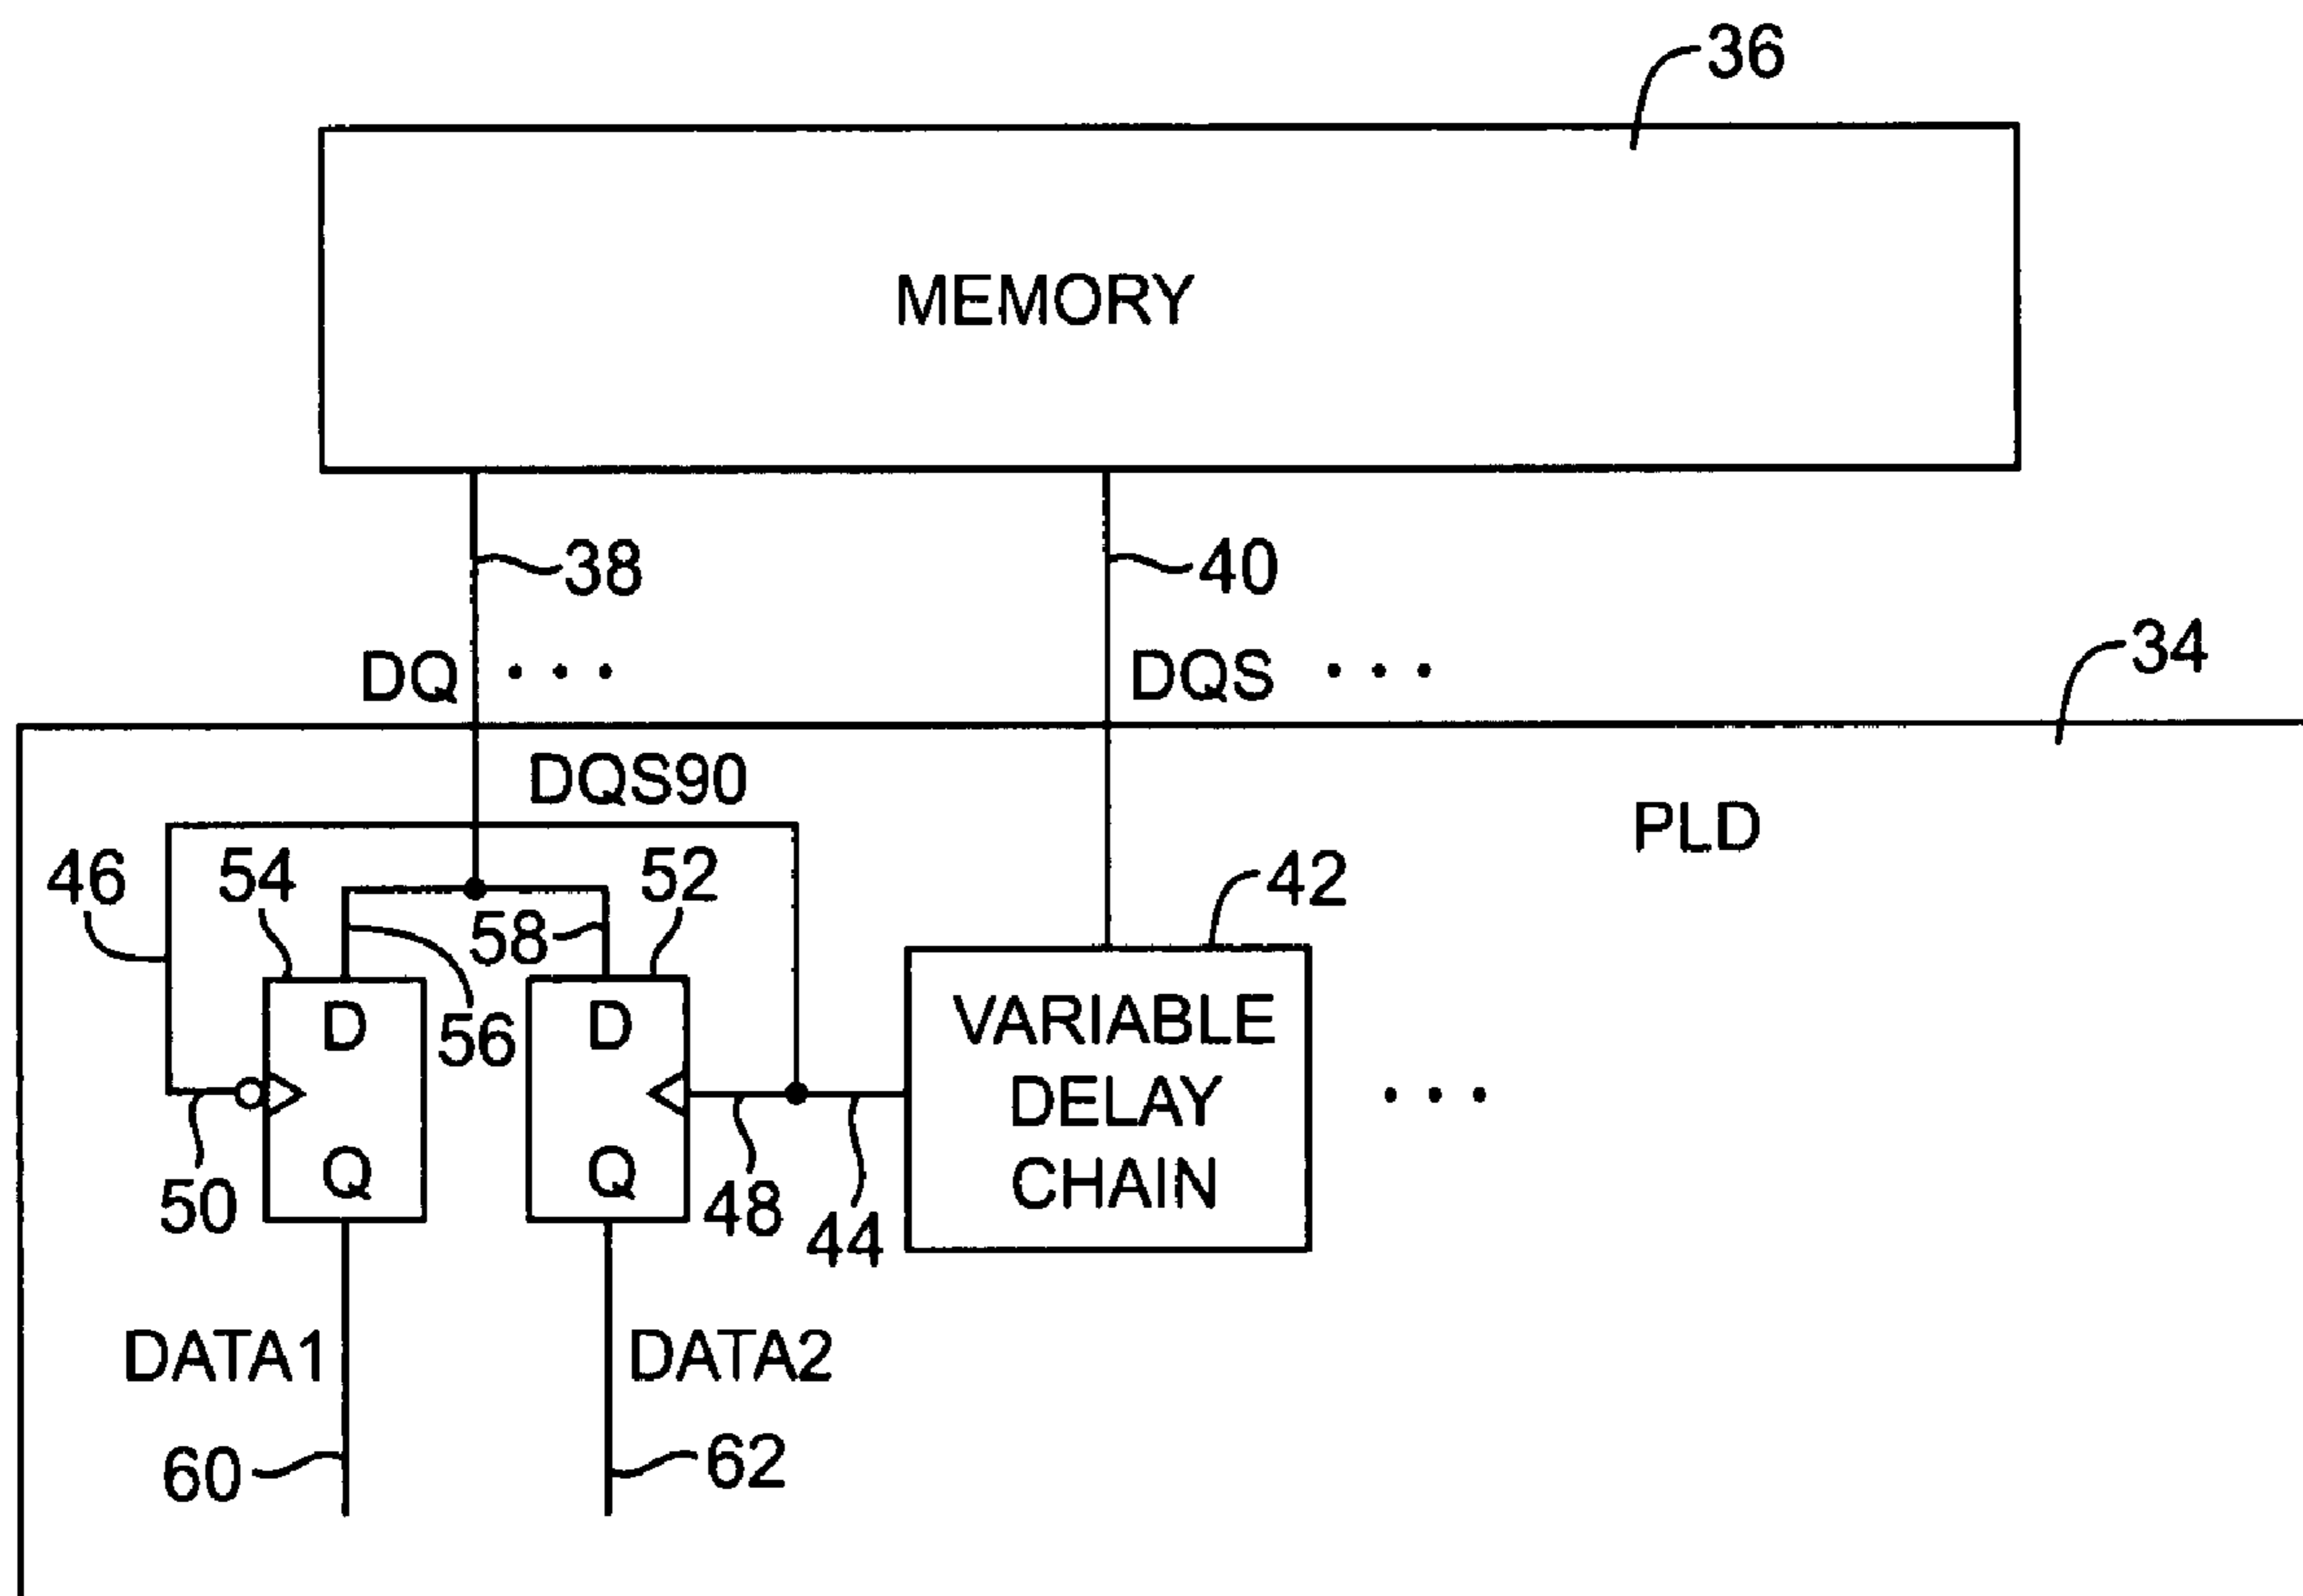 36
MEMORY
38
40
DQ . . .
DQS . . .
34
DQS90
PLD
46
54
52
42
58
56
D
D
VARIABLE
DELAY
CHAIN
. . .
Q
Q
50
48
44
DATA1
DATA2
60
62